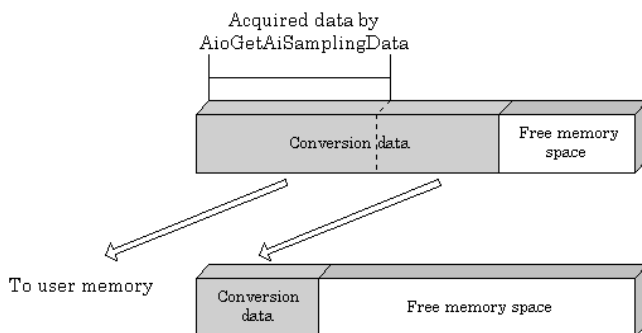 Acquired data by
AioGetAiSamplingData
Conversion data
Free memory
space
To user memory
Conversion
data
Free memory space